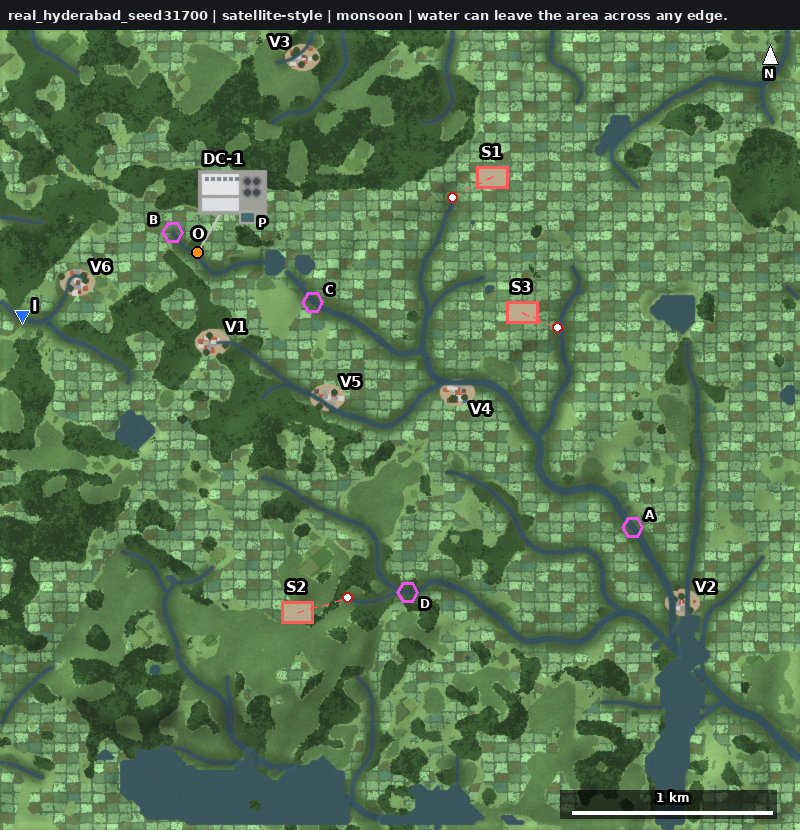 real_hyderabad_seed31700 | satellite-style | monsoon | water can leave the area across any edge.
V3
N
S1
DC-1
B
P
O
V6
I
C
S3
V1
V5
V4
A
S2
D
V2
1 km